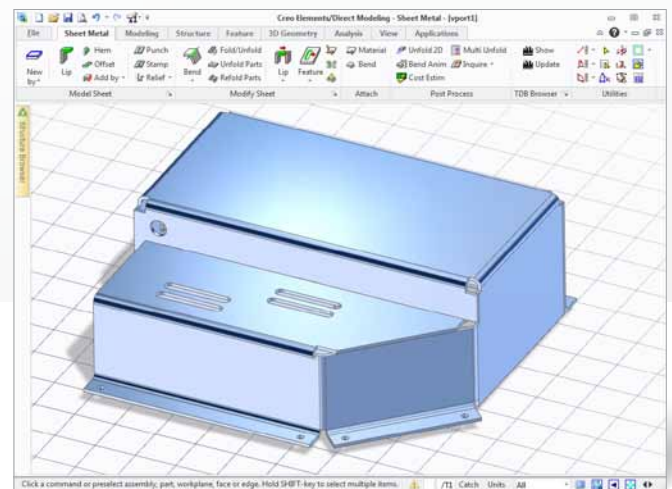 Creo Elements/Direct Modeling - Sheet Metal - [vport1]
File Sheet Metal Modeling Structure Feature 3D Geometry Analysis View Applications
Hem Punch Fold/Unfold Material Unfold 2D Multi Unfold Show
New by Lip Offset Stamp Bend Unfold Parts Lip Feature Bend Bend Anim Inquire Update
Add by Relief Refold Parts Cost Estim
Model Sheet Modify Sheet Attach Post Process TDB Browser Utilities
Structure Browser
Click a command or preselect assembly, part, workplane, face or edge. Hold SHIFT-key to select multiple items. /T1 Catch Units All